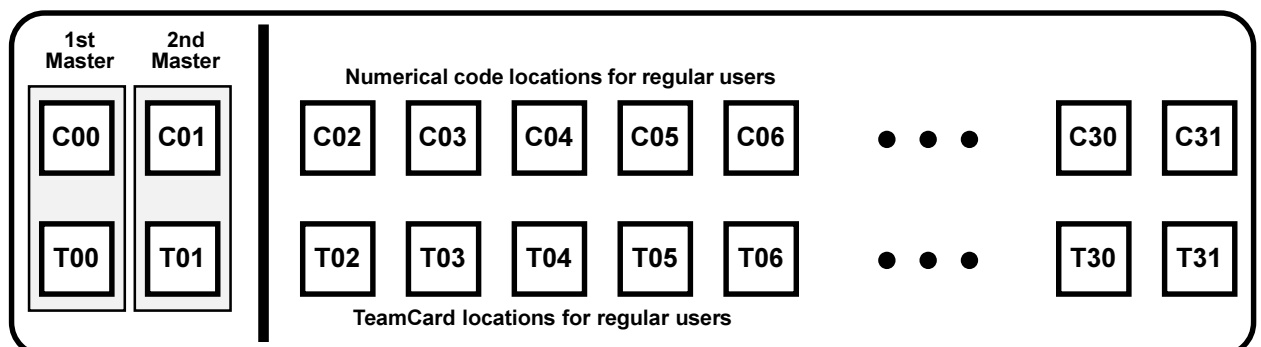 1st
Master
2nd
Master
Numerical code locations for regular users
C00 C01 C02 C03 C04 C05 C06 C30 C31
T00 T01 T02 T03 T04 T05 T06 T30 T31
TeamCard locations for regular users